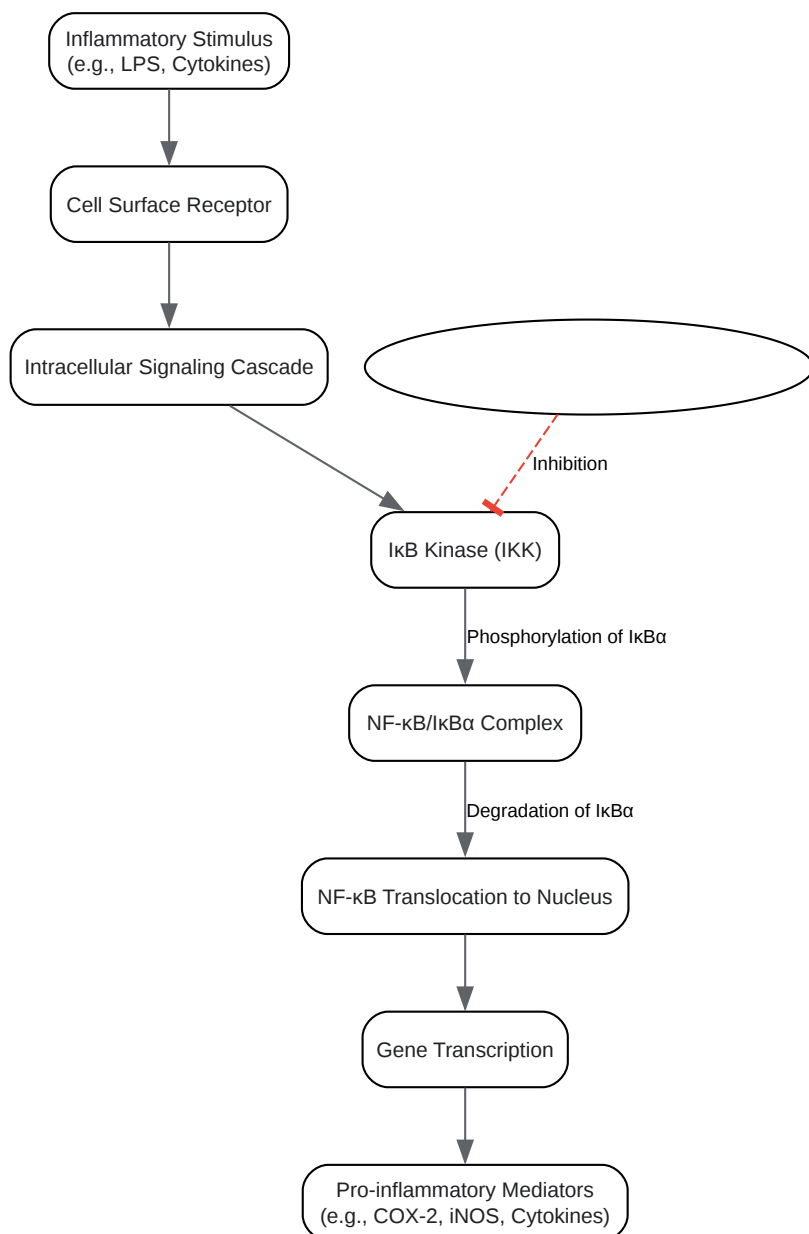 Inflammatory Stimulus
(e.g., LPS, Cytokines)
Cell Surface Receptor
Intracellular Signaling Cascade
Inhibition
IκB Kinase (IKK)
Phosphorylation of IκBα
NF-κB/IκBα Complex
Degradation of IκBα
NF-κB Translocation to Nucleus
Gene Transcription
Pro-inflammatory Mediators
(e.g., COX-2, iNOS, Cytokines)